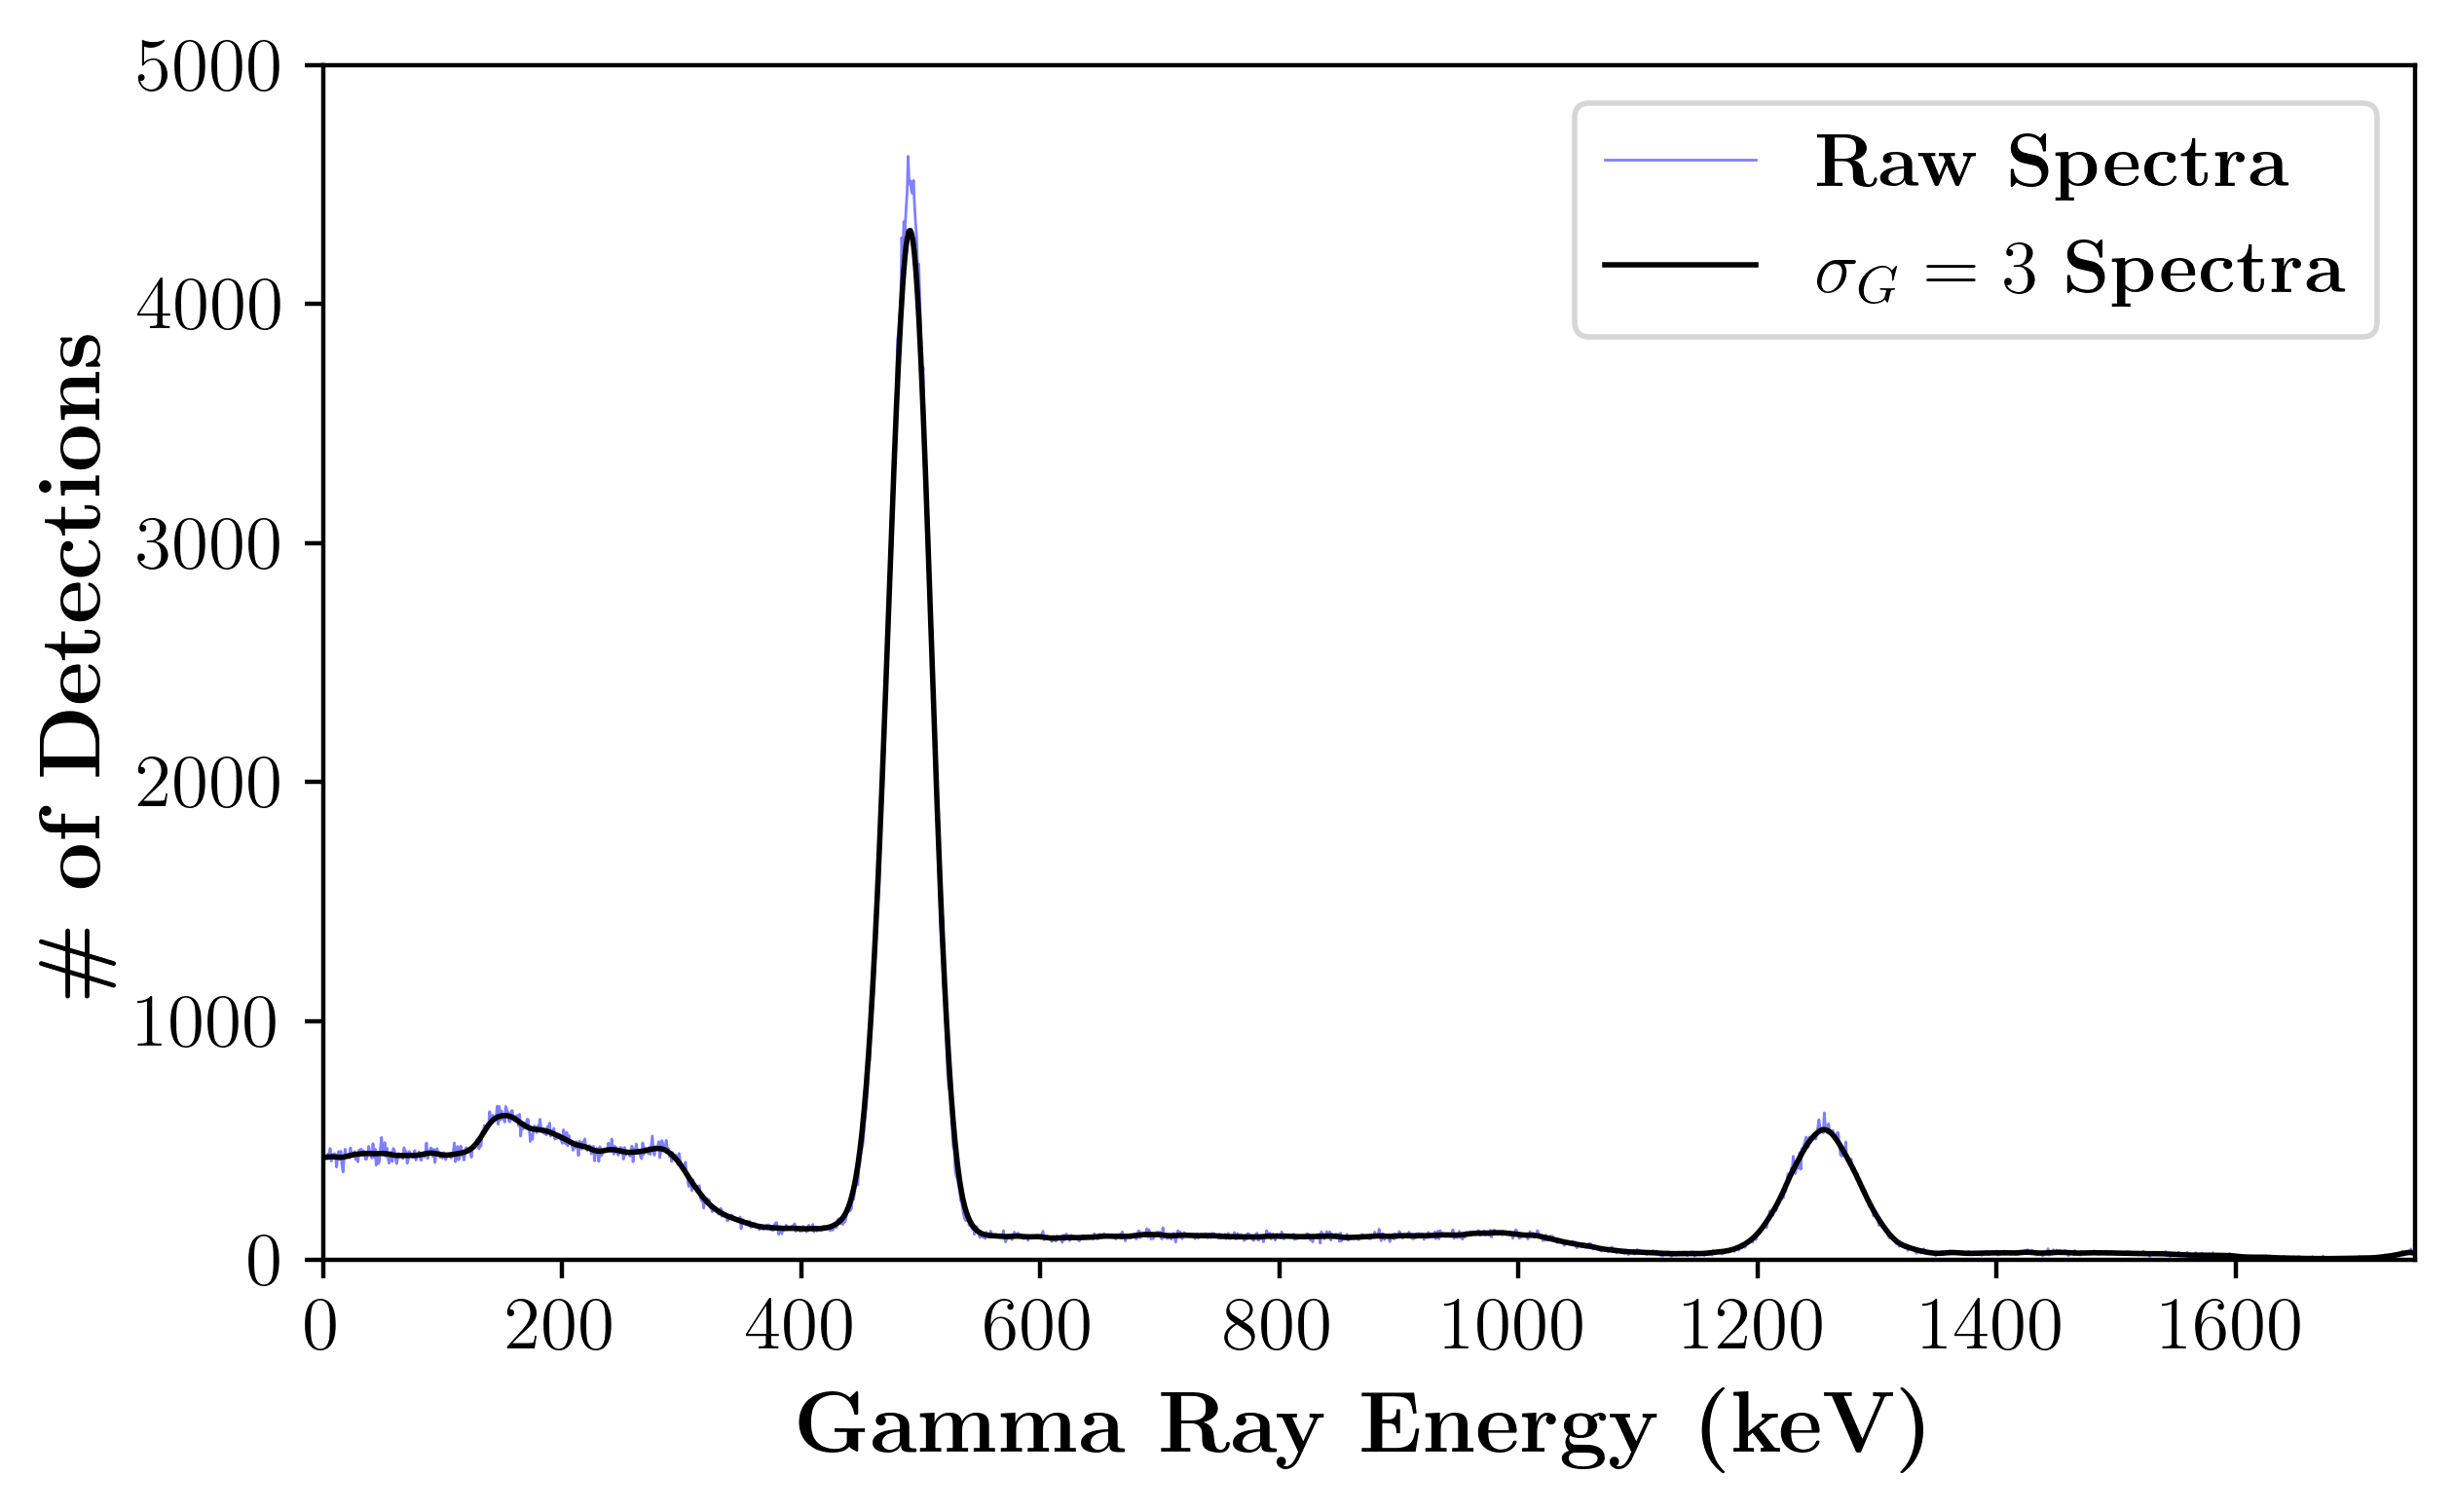 5000
4000
3000
2000
1000
0
# of Detections
Raw Spectra
σ_G = 3 Spectra
0 200 400 600 800 1000 1200 1400 1600
Gamma Ray Energy (keV)